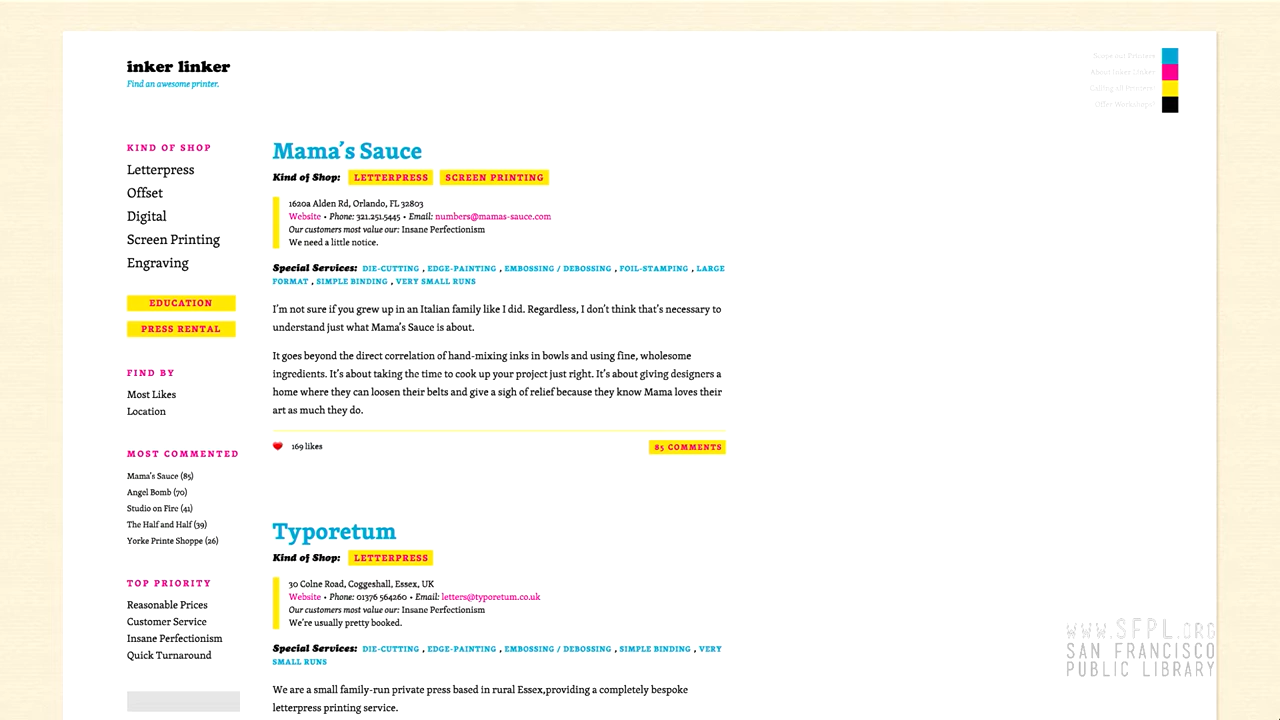 inker linker
Find an awesome printer.
Scope our Printers
About Inker Linker
Calling all Printers!
Offer Workshops?
KIND OF SHOP
Letterpress
Offset
Digital
Screen Printing
Engraving
EDUCATION
PRESS RENTAL
FIND BY
Most Likes
Location
MOST COMMENTED
Mama's Sauce (85)
Angel Bomb (70)
Studio on Fire (41)
The Half and Half (39)
Yorke Printe Shoppe (26)
TOP PRIORITY
Reasonable Prices
Customer Service
Insane Perfectionism
Quick Turnaround
Mama's Sauce
Kind of Shop: LETTERPRESS SCREEN PRINTING
1620a Alden Rd, Orlando, FL 32803
Website • Phone: 321.251.5445 • Email: numbers@mamas-sauce.com
Our customers most value our: Insane Perfectionism
We need a little notice.
Special Services: DIE-CUTTING , EDGE-PAINTING , EMBOSSING / DEBOSSING , FOIL-STAMPING , LARGE
FORMAT , SIMPLE BINDING , VERY SMALL RUNS
I'm not sure if you grew up in an Italian family like I did. Regardless, I don't think that's necessary to
understand just what Mama's Sauce is about.
It goes beyond the direct correlation of hand-mixing inks in bowls and using fine, wholesome
ingredients. It's about taking the time to cook up your project just right. It's about giving designers a
home where they can loosen their belts and give a sigh of relief because they know Mama loves their
art as much they do.
169 likes
85 COMMENTS
Typoretum
Kind of Shop: LETTERPRESS
30 Colne Road, Coggeshall, Essex, UK
Website • Phone: 01376 564260 • Email: letters@typoretum.co.uk
Our customers most value our: Insane Perfectionism
We're usually pretty booked.
Special Services: DIE-CUTTING , EDGE-PAINTING , EMBOSSING / DEBOSSING , SIMPLE BINDING , VERY
SMALL RUNS
We are a small family-run private press based in rural Essex,providing a completely bespoke
letterpress printing service.
WWW.SFPL.ORG
SAN FRANCISCO
PUBLIC LIBRARY